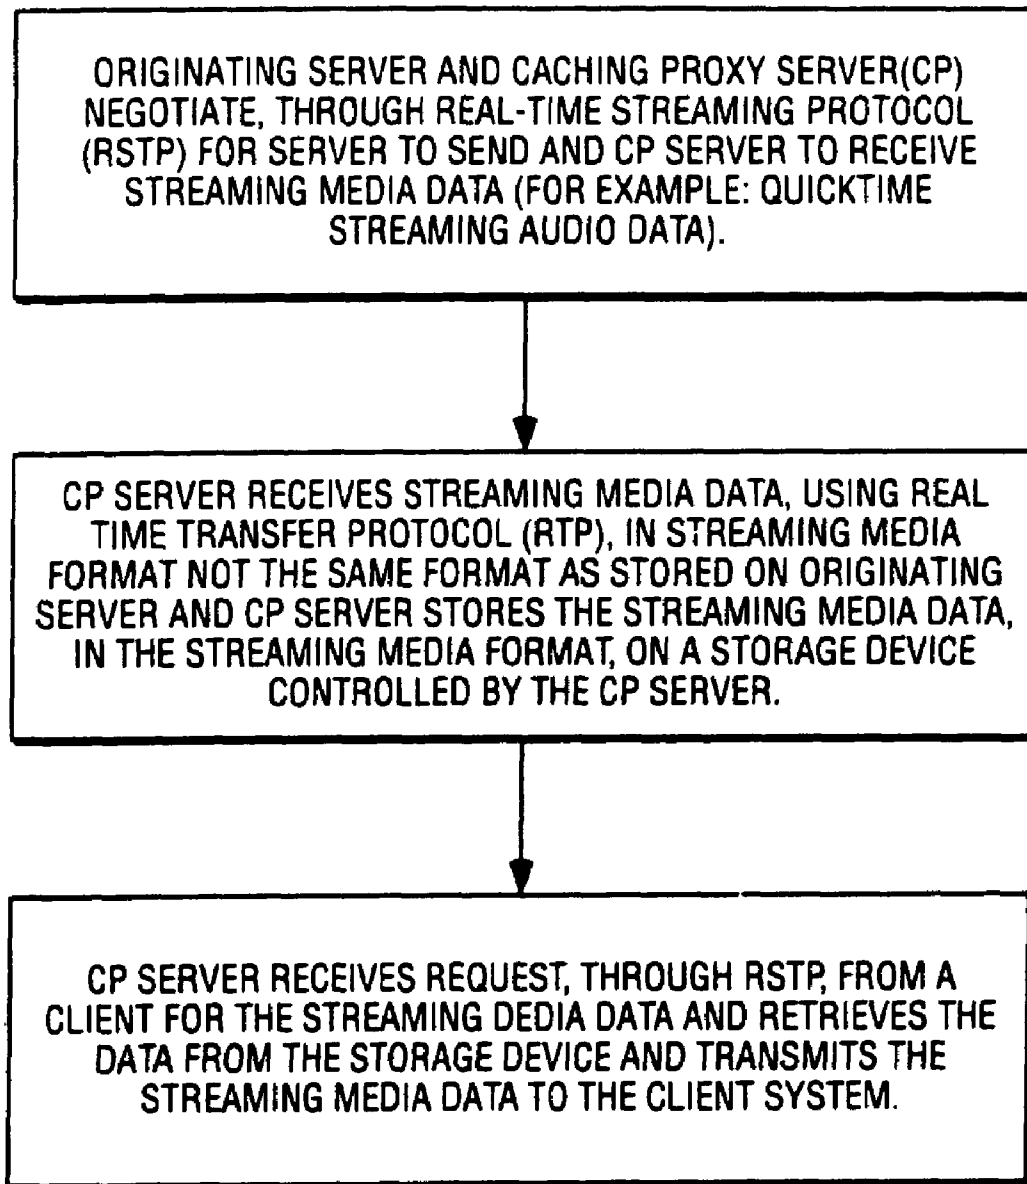 ORIGINATING SERVER AND CACHING PROXY SERVER(CP)
NEGOTIATE, THROUGH REAL-TIME STREAMING PROTOCOL
(RSTP) FOR SERVER TO SEND AND CP SERVER TO RECEIVE
STREAMING MEDIA DATA (FOR EXAMPLE: QUICKTIME
STREAMING AUDIO DATA).
CP SERVER RECEIVES STREAMING MEDIA DATA, USING REAL
TIME TRANSFER PROTOCOL (RTP), IN STREAMING MEDIA
FORMAT NOT THE SAME FORMAT AS STORED ON ORIGINATING
SERVER AND CP SERVER STORES THE STREAMING MEDIA DATA,
IN THE STREAMING MEDIA FORMAT, ON A STORAGE DEVICE
CONTROLLED BY THE CP SERVER.
CP SERVER RECEIVES REQUEST, THROUGH RSTP, FROM A
CLIENT FOR THE STREAMING DEDIA DATA AND RETRIEVES THE
DATA FROM THE STORAGE DEVICE AND TRANSMITS THE
STREAMING MEDIA DATA TO THE CLIENT SYSTEM.